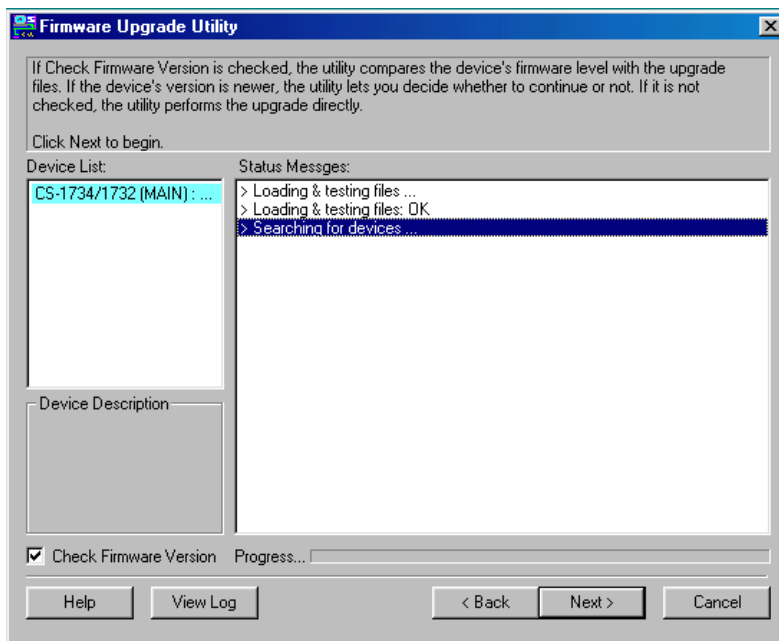 Firmware Upgrade Utility
If Check Firmware Version is checked, the utility compares the device's firmware level with the upgrade
files. If the device's version is newer, the utility lets you decide whether to continue or not. If it is not
checked, the utility performs the upgrade directly.
Click Next to begin.
Device List:
Status Messges:
CS-1734/1732 (MAIN) : ...
> Loading & testing files ...
> Loading & testing files: OK
> Searching for devices ...
Device Description
Check Firmware Version
Progress...
Help
View Log
< Back
Next >
Cancel